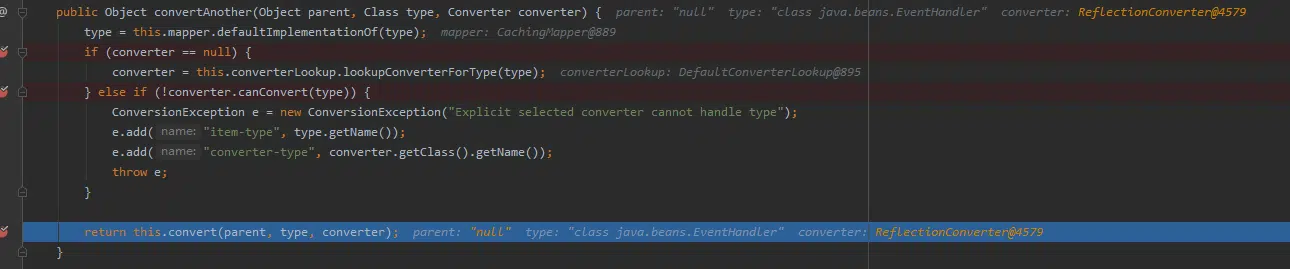 public Object convertAnother(Object parent, Class type, Converter converter) { parent: "null" type: "class java.beans.EventHandler" converter: ReflectionConverter@4579
type = this.mapper.defaultImplementationOf(type); mapper: CachingMapper@889
if (converter == null) {
converter = this.converterLookup.lookupConverterForType(type); converterLookup: DefaultConverterLookup@895
} else if (!converter.canConvert(type)) {
ConversionException e = new ConversionException("Explicit selected converter cannot handle type");
e.add( name: "item-type", type.getName());
e.add( name: "converter-type", converter.getClass().getName());
throw e;
}
return this.convert(parent, type, converter); parent: "null" type: "class java.beans.EventHandler" converter: ReflectionConverter@4579
}